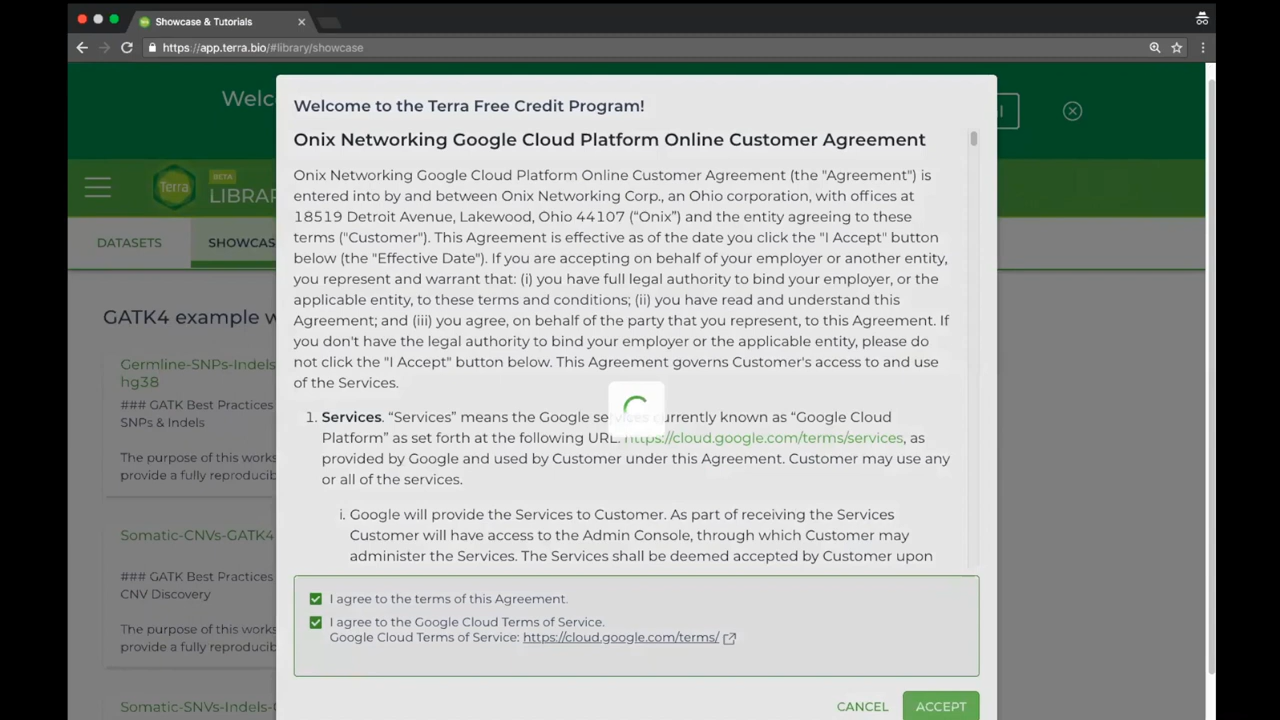 Showcase & Tutorials
https://app.terra.bio/#library/showcase
Welc
Terra
BETA
LIBRAR
DATASETS
SHOWCAS
GATK4 example w
Germline-SNPs-Indels-
hg38
### GATK Best Practices
SNPs & Indels
The purpose of this works
provide a fully reproducib
Somatic-CNVs-GATK4
### GATK Best Practices
CNV Discovery
The purpose of this works
provide a fully reproducib
Somatic-SNVs-Indels-G
Welcome to the Terra Free Credit Program!
Onix Networking Google Cloud Platform Online Customer Agreement
Onix Networking Google Cloud Platform Online Customer Agreement (the "Agreement") is
entered into by and between Onix Networking Corp., an Ohio corporation, with offices at
18519 Detroit Avenue, Lakewood, Ohio 44107 (“Onix”) and the entity agreeing to these
terms ("Customer"). This Agreement is effective as of the date you click the "I Accept" button
below (the "Effective Date"). If you are accepting on behalf of your employer or another entity,
you represent and warrant that: (i) you have full legal authority to bind your employer, or the
applicable entity, to these terms and conditions; (ii) you have read and understand this
Agreement; and (iii) you agree, on behalf of the party that you represent, to this Agreement. If
you don't have the legal authority to bind your employer or the applicable entity, please do
not click the "I Accept" button below. This Agreement governs Customer's access to and use
of the Services.
1. Services. “Services” means the Google services currently known as “Google Cloud
Platform” as set forth at the following URL: https://cloud.google.com/terms/services, as
provided by Google and used by Customer under this Agreement. Customer may use any
or all of the services.
i. Google will provide the Services to Customer. As part of receiving the Services
Customer will have access to the Admin Console, through which Customer may
administer the Services. The Services shall be deemed accepted by Customer upon
I agree to the terms of this Agreement.
I agree to the Google Cloud Terms of Service.
Google Cloud Terms of Service: https://cloud.google.com/terms/
CANCEL
ACCEPT